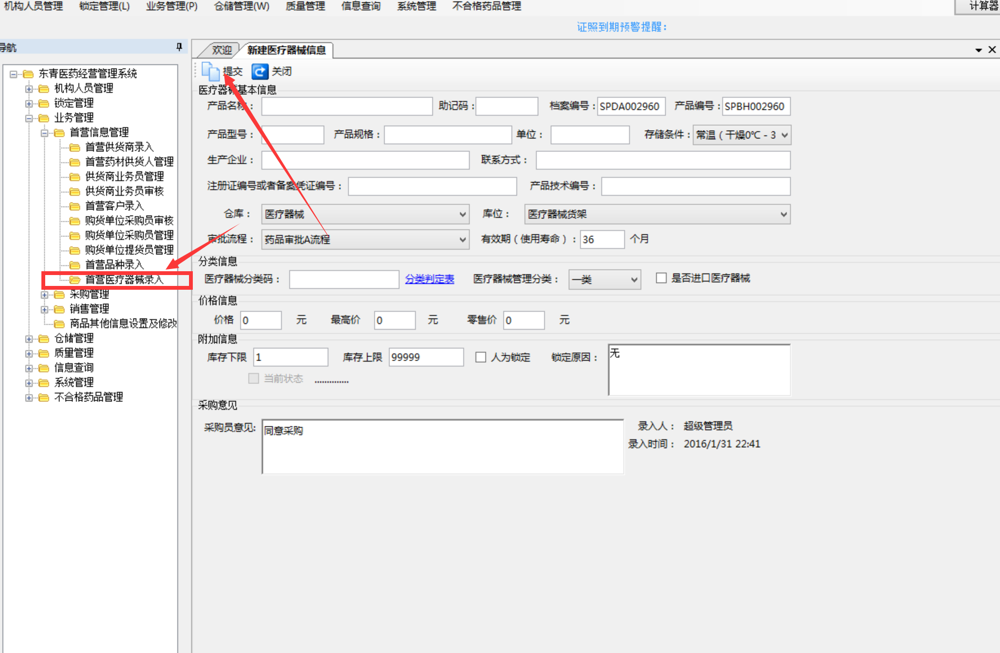 机构人员管理 锁定管理(L) 业务管理(P) 仓储管理(W) 质量管理 信息查询 系统管理 不合格药品管理 计算器
证照到期预警提醒：
导航
欢迎 新建医疗器械信息
提交 关闭
东青医药经营管理系统
机构人员管理
锁定管理
业务管理
首营信息管理
首营供货商录入
首营药材供货人管理
供货商业务员管理
供货商业务员审核
首营客户录入
购货单位采购员审核
购货单位采购员管理
购货单位提货员管理
首营品种录入
首营医疗器械录入
采购管理
销售管理
商品其他信息设置及修改
仓储管理
质量管理
信息查询
系统管理
不合格药品管理
医疗器械基本信息
产品名称： 助记码： 档案编号：SPDA002960 产品编号：SPBH002960
产品型号： 产品规格： 单位： 存储条件：常温（干燥0℃ - 3
生产企业： 联系方式：
注册证编号或者备案凭证编号： 产品技术编号：
仓库： 医疗器械 库位： 医疗器械货架
审批流程： 药品审批A流程 有效期（使用寿命）：36 个月
分类信息
医疗器械分类码： 分类判定表 医疗器械管理分类： 一类 是否进口医疗器械
价格信息
价格 0 元 最高价 0 元 零售价 0 元
附加信息
库存下限 1 库存上限 99999 人为锁定 锁定原因： 无
当前状态 ..............
采购意见
采购员意见: 同意采购 录入人： 超级管理员
录入时间： 2016/1/31 22:41